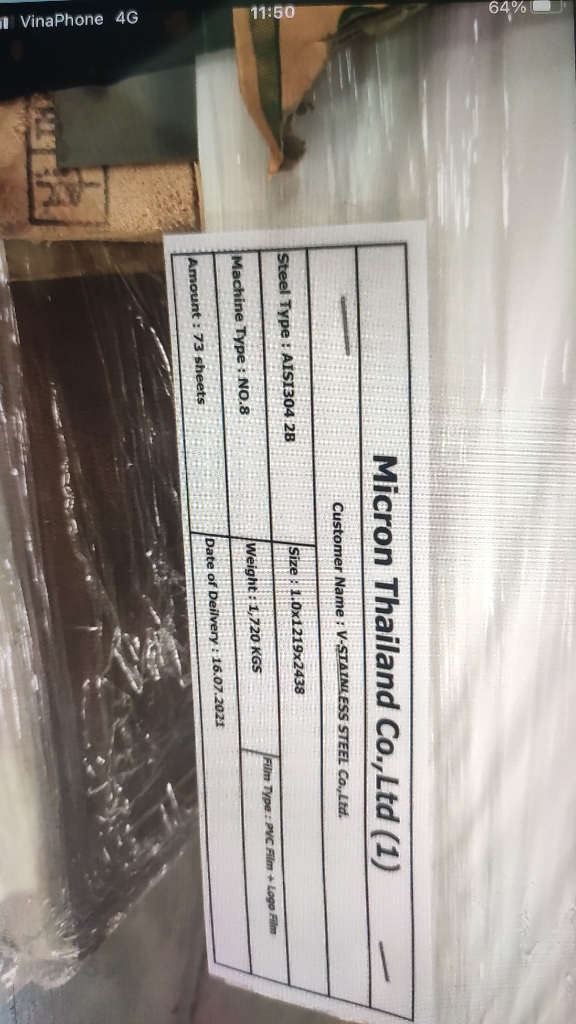 VinaPhone 4G
11:50
64%
Micron Thailand Co.,Ltd (1)
Customer Name : V-STAINLESS STEEL Co.,Ltd.
Steel Type : AISI304 2B
Size : 1.0x1219x2438
Machine Type : NO.8
Weight : 1,720 KGS
Film Type : PVC Film + Logo Film
Amount : 73 sheets
Date of Delivery : 16.07.2021